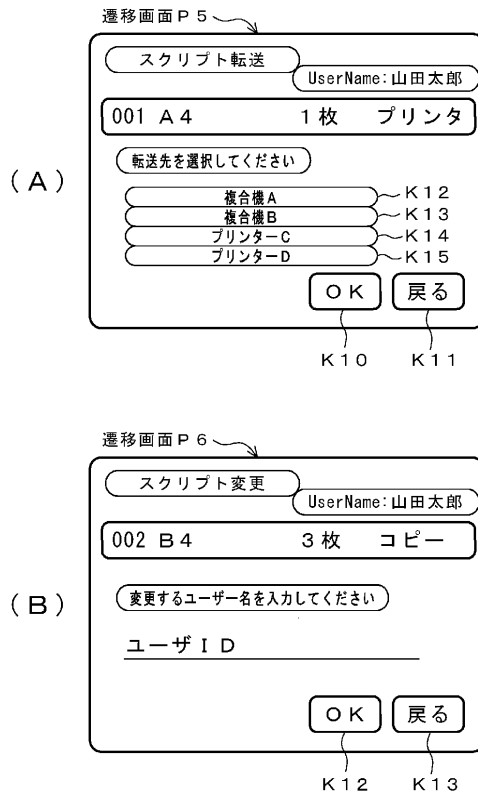 遷移画面Ｐ５
スクリプト転送
UserName:山田太郎
001 Ａ４　１枚　プリンタ
（Ａ）
転送先を選択してください
複合機Ａ　Ｋ１２
複合機Ｂ　Ｋ１３
プリンターＣ　Ｋ１４
プリンターＤ　Ｋ１５
ＯＫ　戻る
Ｋ１０　Ｋ１１
遷移画面Ｐ６
スクリプト変更
UserName:山田太郎
002 Ｂ４　３枚　コピー
（Ｂ）
変更するユーザー名を入力してください
ユーザＩＤ
ＯＫ　戻る
Ｋ１２　Ｋ１３